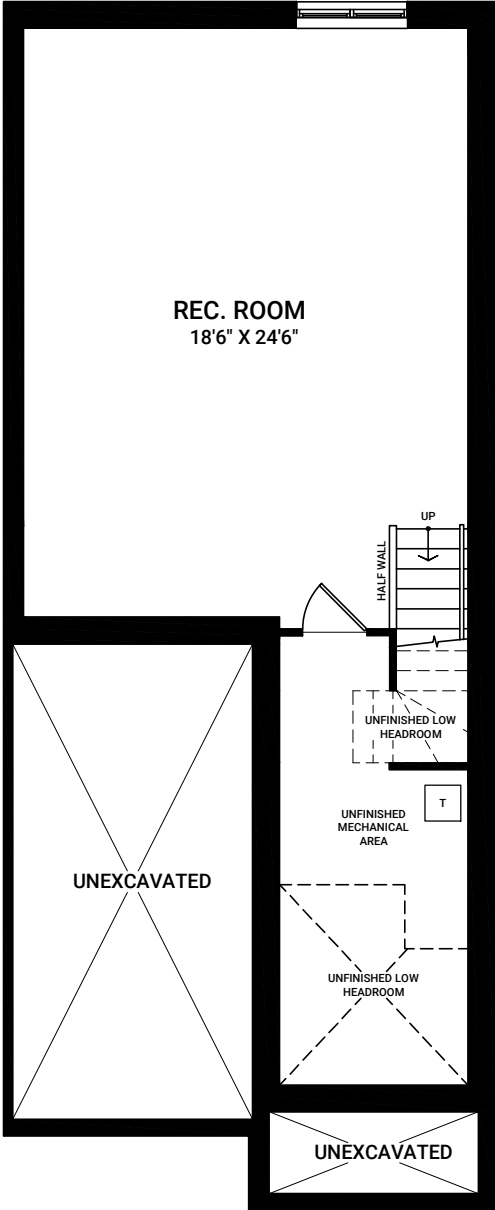 REC. ROOM
18'6" X 24'6"
UP
HALF WALL
UNFINISHED LOW
HEADROOM
T
UNFINISHED
MECHANICAL
AREA
UNEXCAVATED
UNFINISHED LOW
HEADROOM
UNEXCAVATED